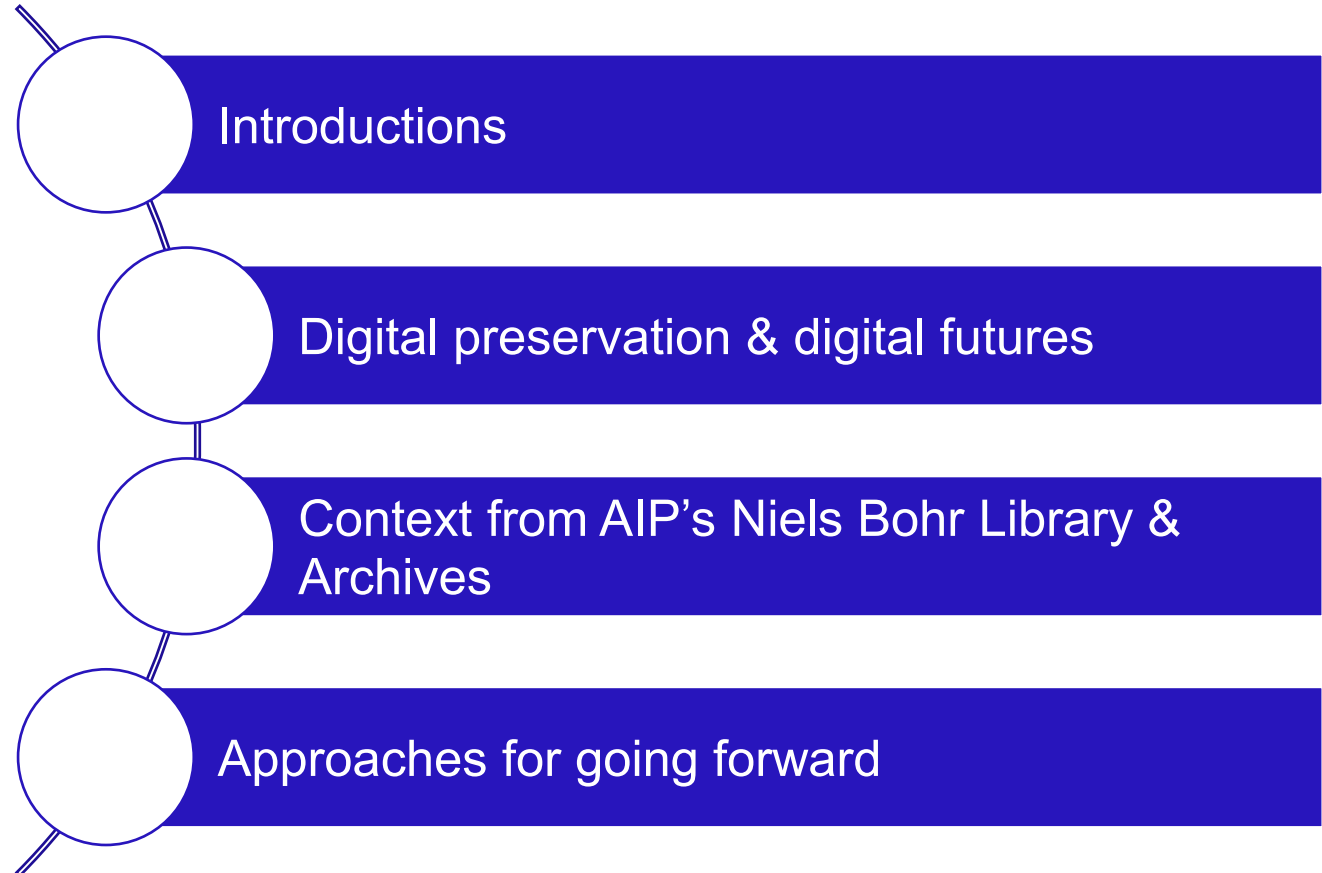 Introductions
Digital preservation & digital futures
Context from AIP’s Niels Bohr Library &
Archives
Approaches for going forward